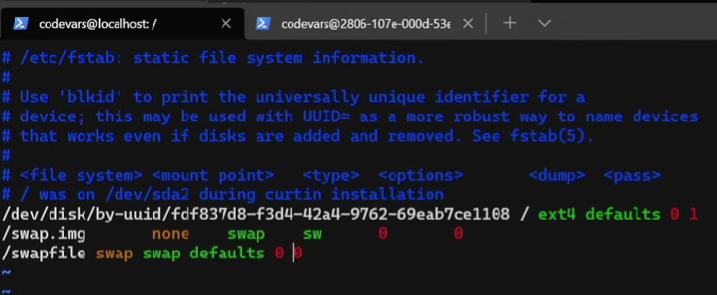 codevars@localhost: /
codevars@2806-107e-000d-53e
# /etc/fstab: static file system information.
#
# Use 'blkid' to print the universally unique identifier for a
# device; this may be used with UUID= as a more robust way to name devices
# that works even if disks are added and removed. See fstab(5).
#
# <file system> <mount point> <type> <options> <dump> <pass>
# / was on /dev/sda2 during curtin installation
/dev/disk/by-uuid/fdf837d8-f3d4-42a4-9762-69eab7ce1108 / ext4 defaults 0 1
/swap.img none swap sw 0 0
/swapfile swap swap defaults 0 0
~
~